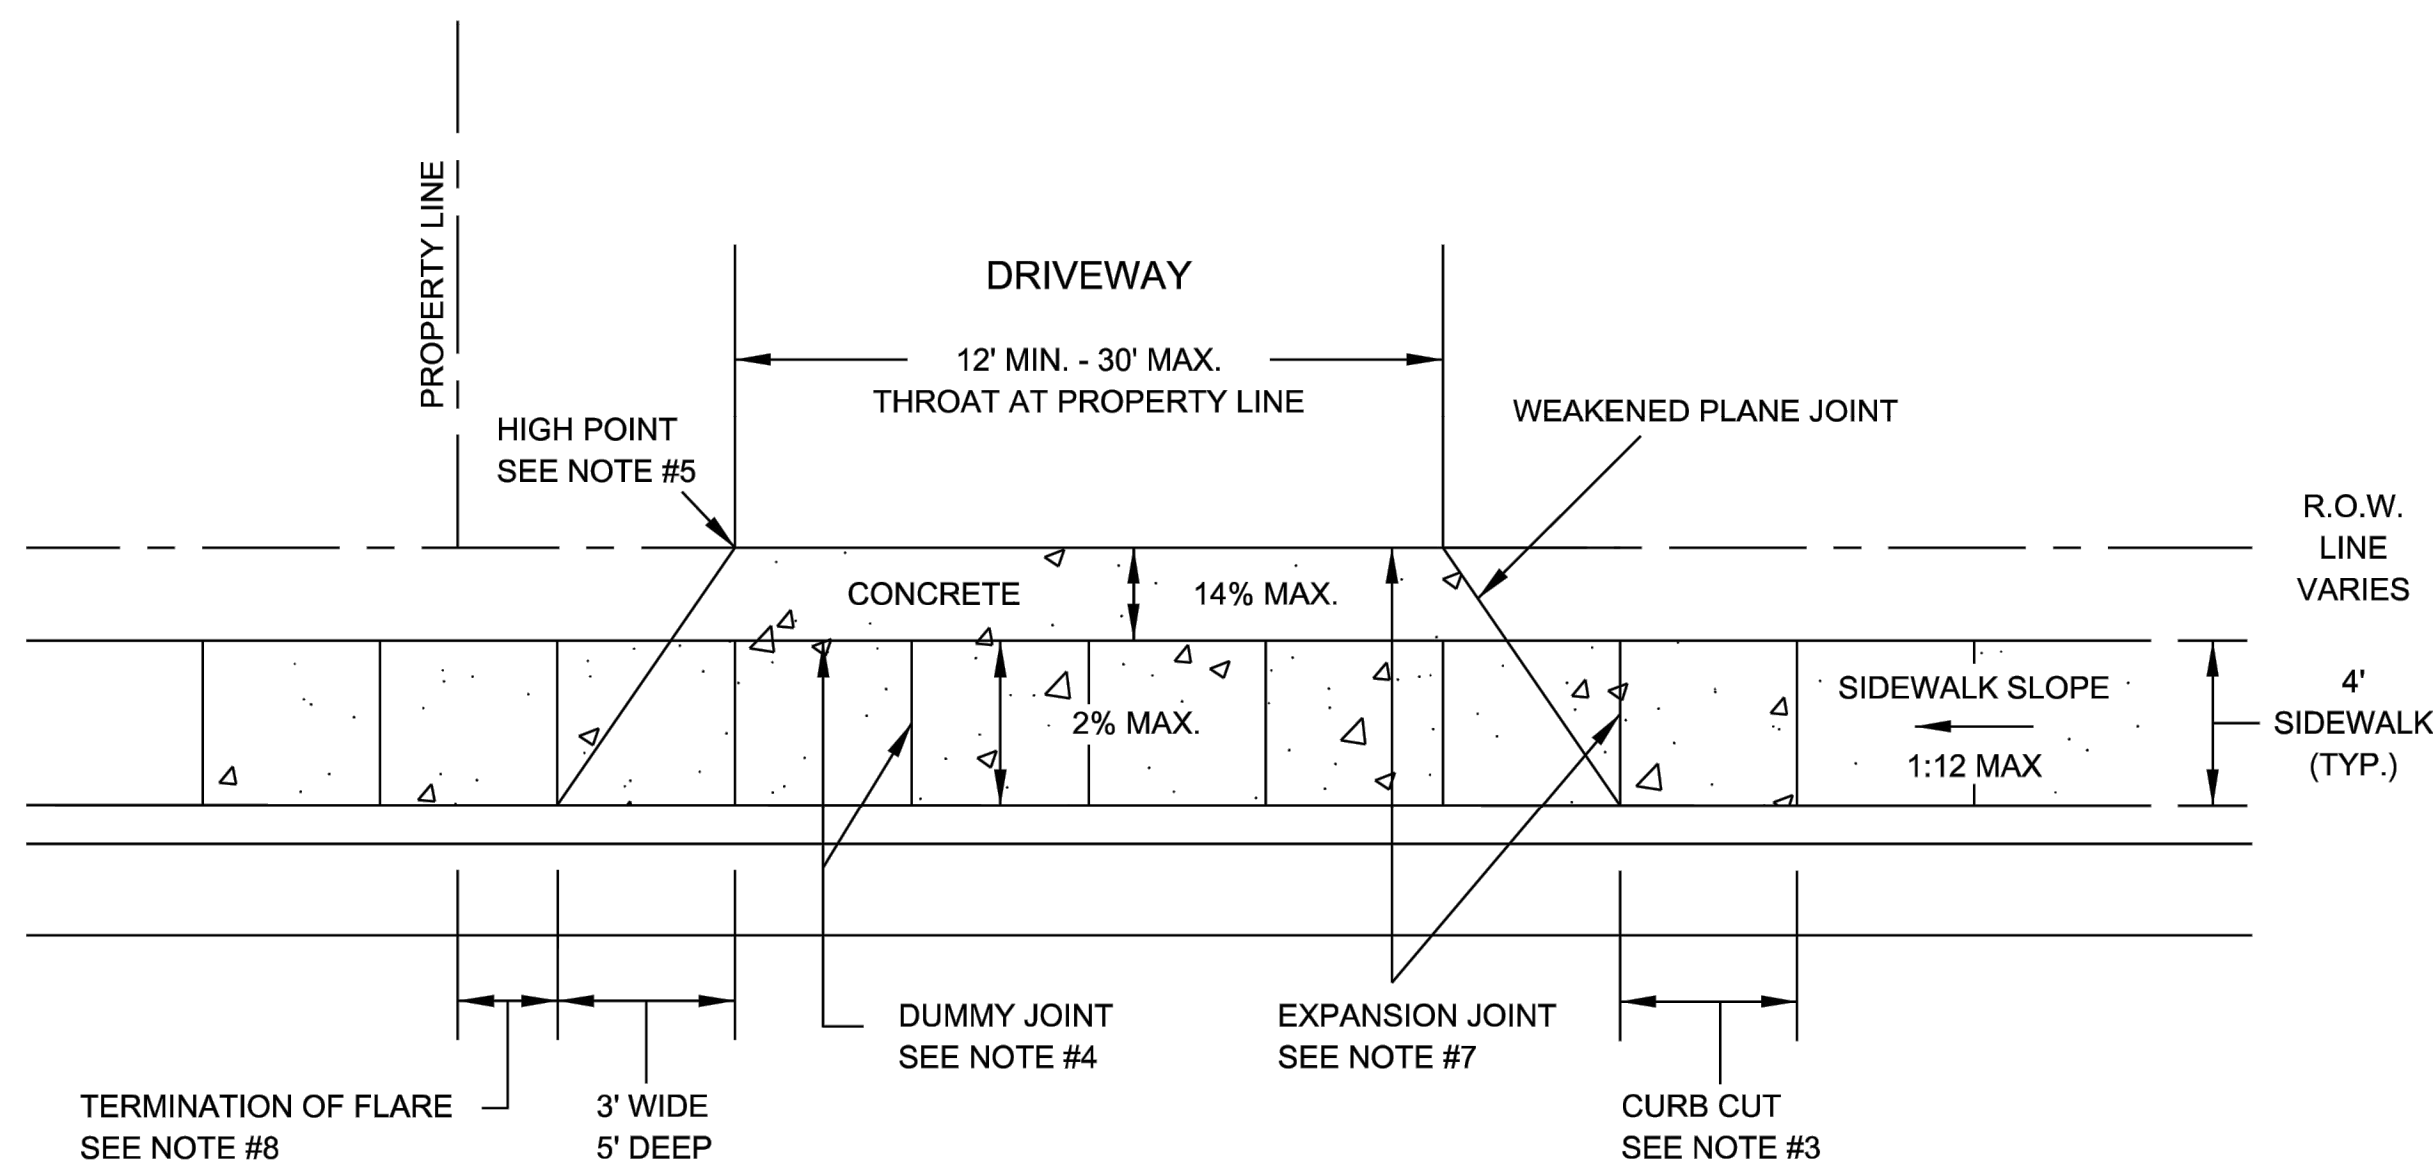 PROPERTY LINE
DRIVEWAY
12' MIN. - 30' MAX.
THROAT AT PROPERTY LINE
HIGH POINT
SEE NOTE #5
WEAKENED PLANE JOINT
R.O.W.
LINE
VARIES
CONCRETE
14% MAX.
2% MAX.
SIDEWALK SLOPE
1:12 MAX
4'
SIDEWALK
(TYP.)
DUMMY JOINT
SEE NOTE #4
EXPANSION JOINT
SEE NOTE #7
TERMINATION OF FLARE
SEE NOTE #8
3' WIDE
5' DEEP
CURB CUT
SEE NOTE #3